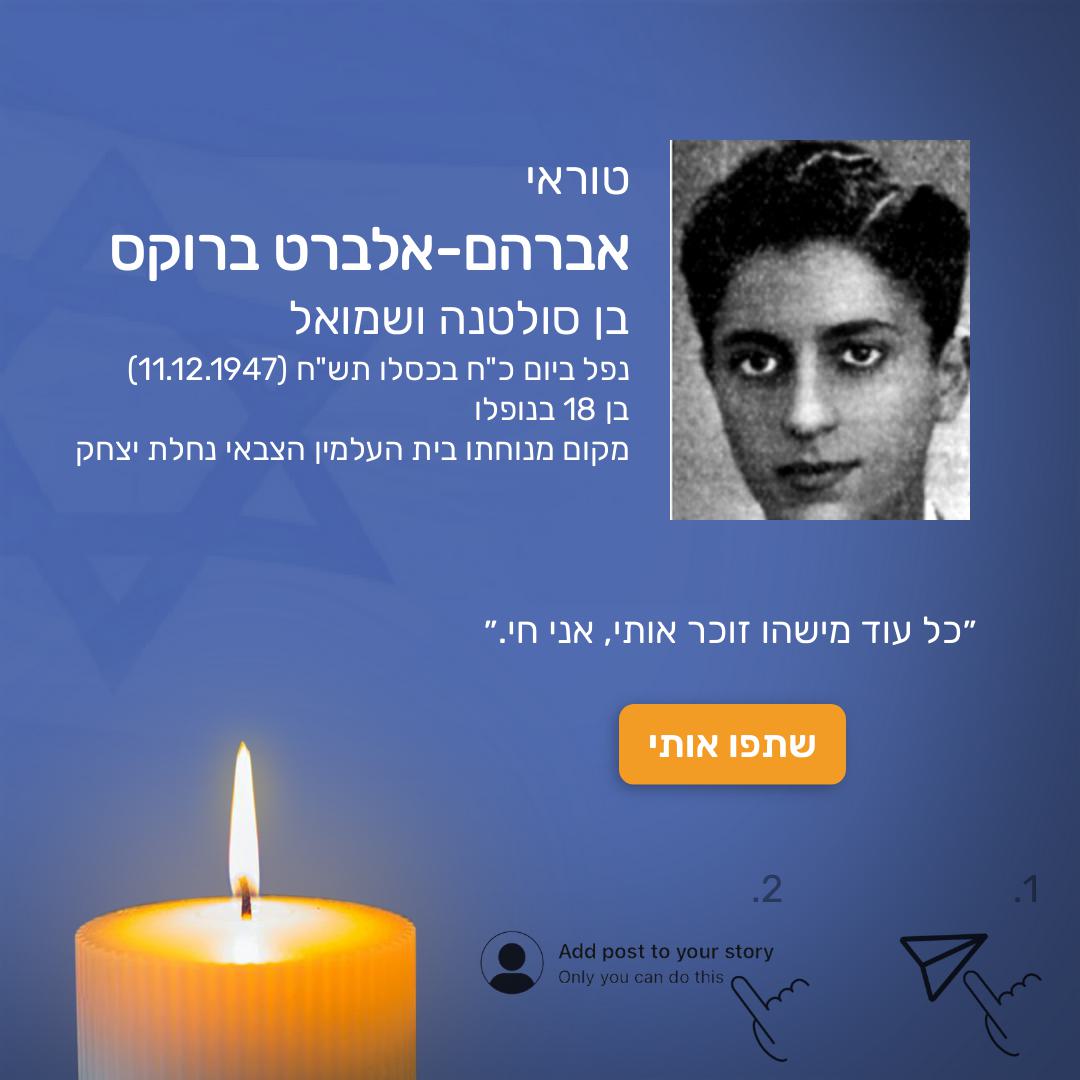 טוראי
אברהם-אלברט ברוקס
בן סולטנה ושמואל
נפל ביום כ"ח בכסלו תש"ח (11.12.1947)
בן 18 בנופלו
מקום מנוחתו בית העלמין הצבאי נחלת יצחק
״כל עוד מישהו זוכר אותי, אני חי.״
שתפו אותי
1.
2.
Add post to your story
Only you can do this